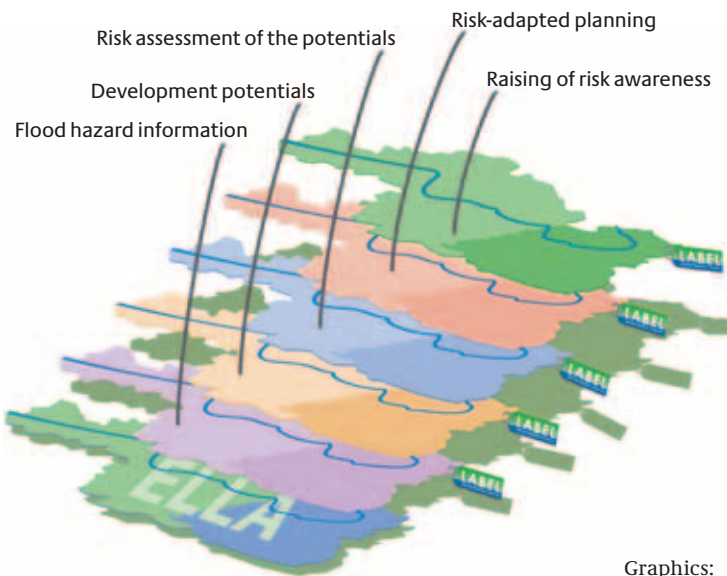 Risk-adapted planning
Risk assessment of the potentials
Raising of risk awareness
Development potentials
Flood hazard information
LABEL
LABEL
LABEL
LABEL
LABEL
ELLA
Graphics: